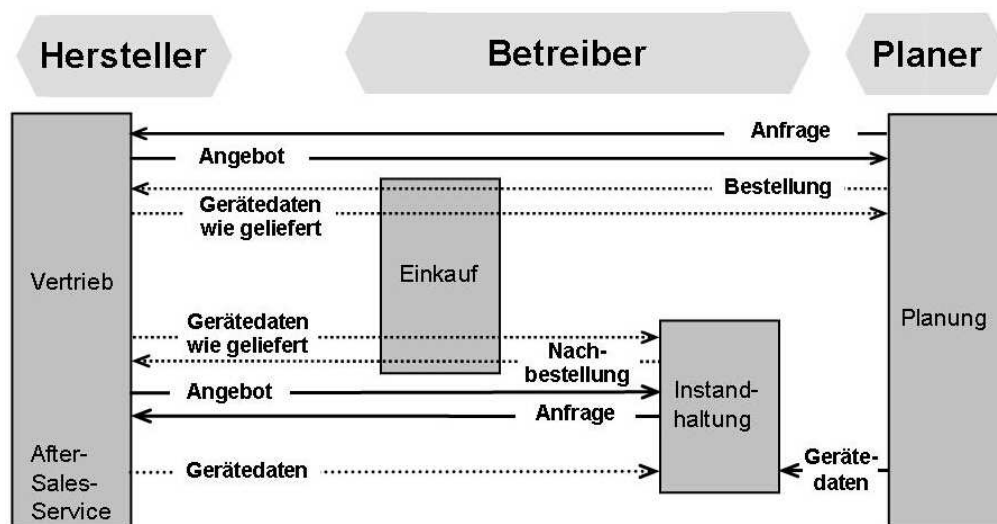 Hersteller
Betreiber
Planer
Anfrage
Angebot
Bestellung
Gerätedaten
wie geliefert
Einkauf
Vertrieb
Planung
Gerätedaten
wie geliefert
Nach-
bestellung
Angebot
Instand-
haltung
Anfrage
After-
Sales-
Service
Gerätedaten
Geräte-
daten